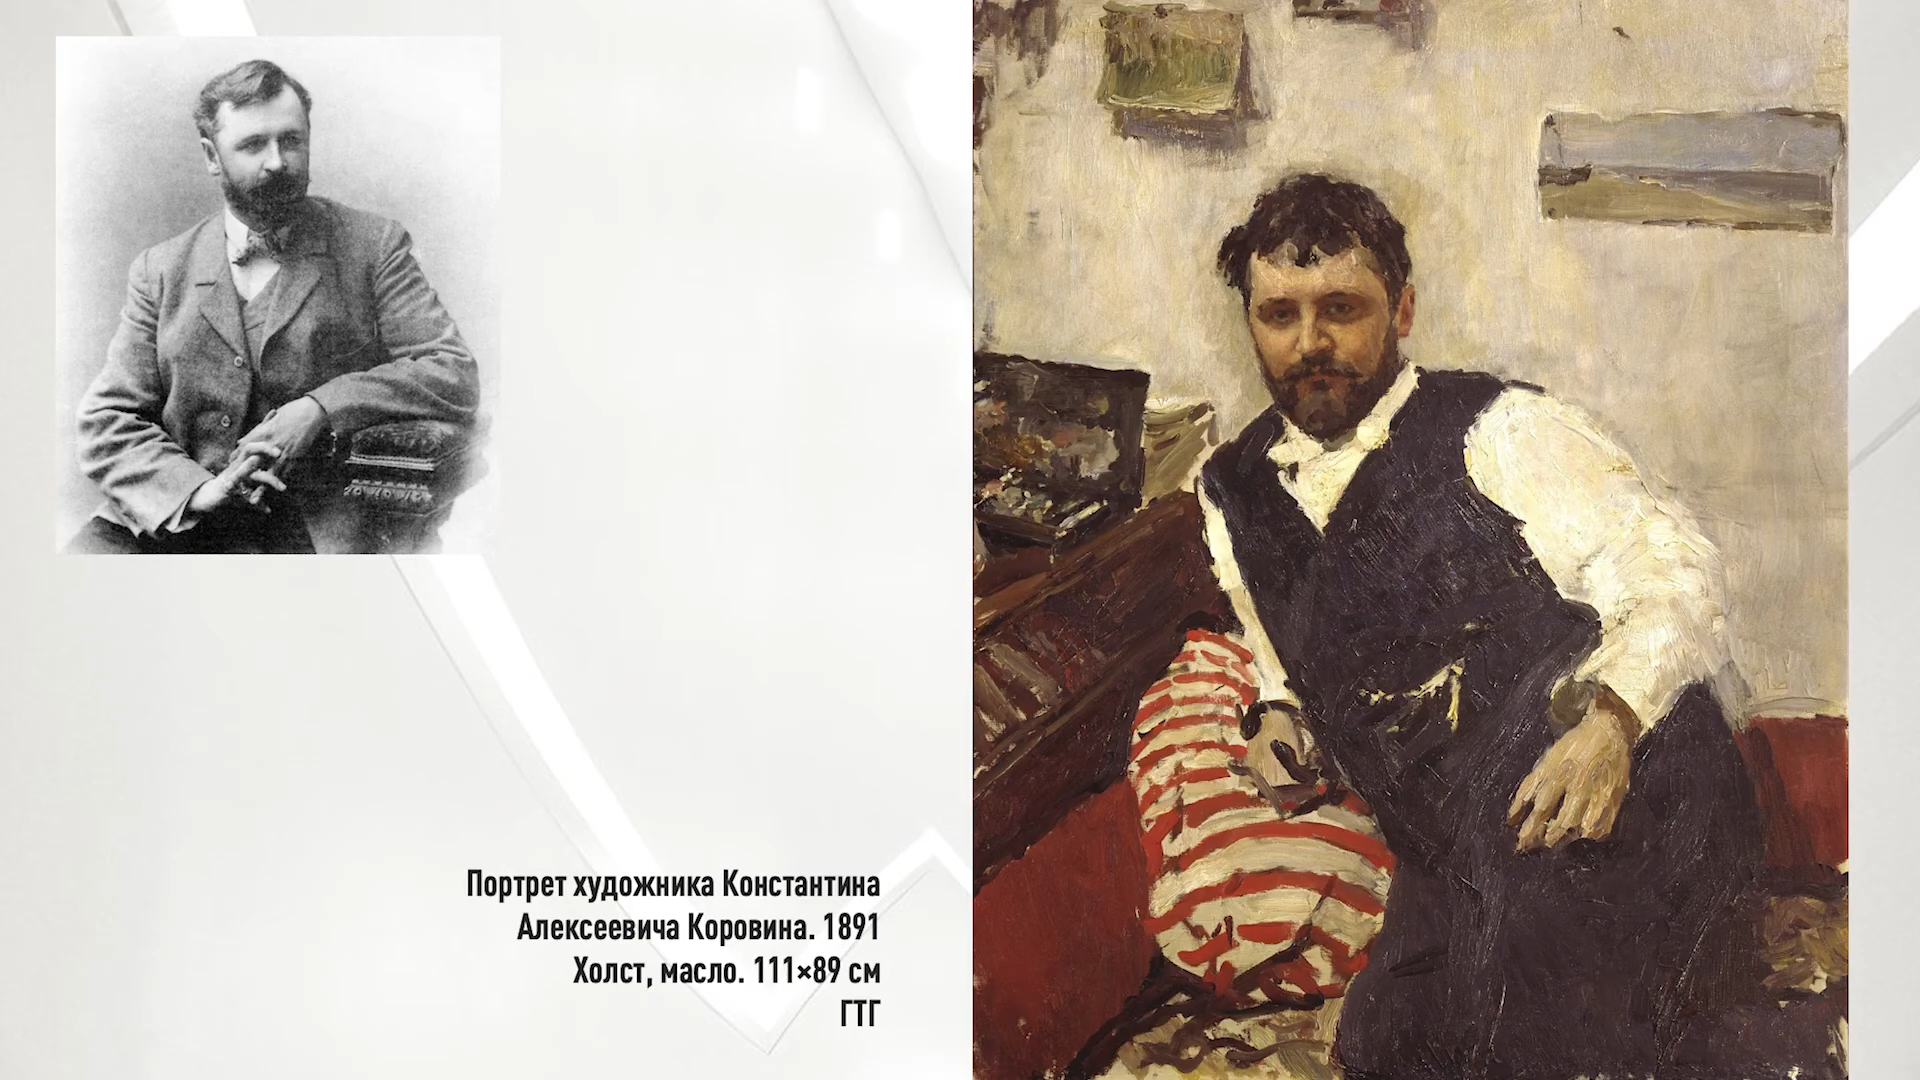 Портрет художника Константина
Алексеевича Коровина. 1891
Холст, масло. 111×89 см
ГТГ